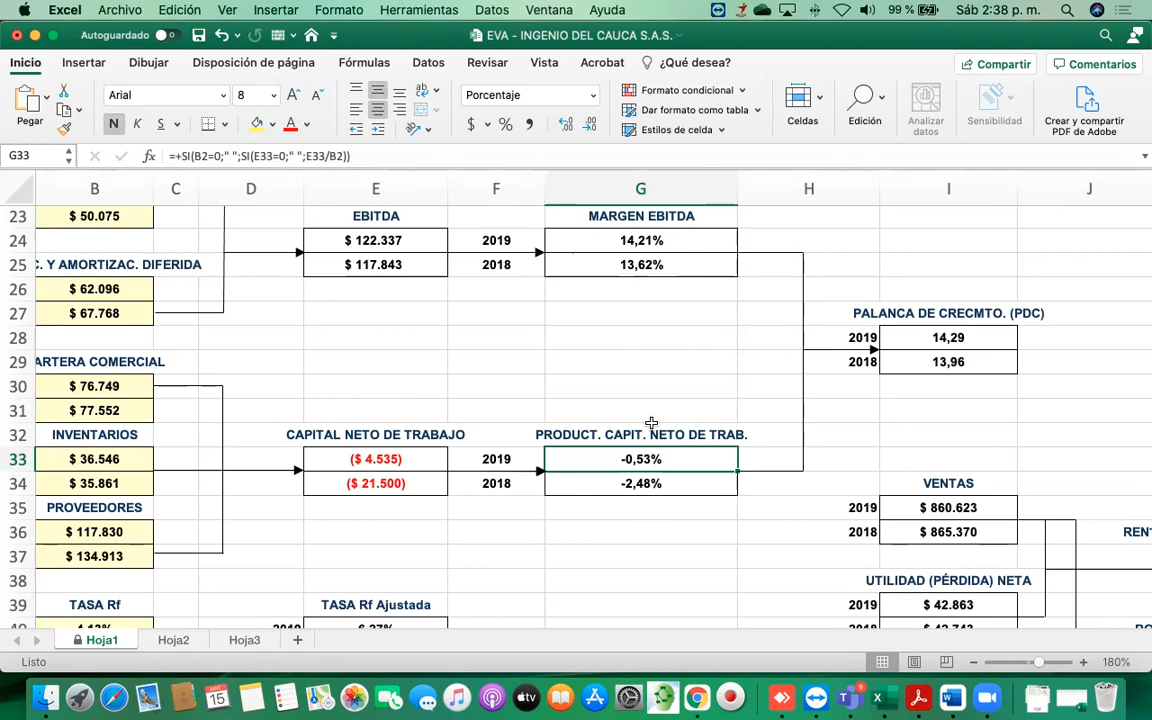 Excel Archivo Edición Ver Insertar Formato Herramientas Datos Ventana Ayuda 99 % Sáb 2:38 p. m.
Autoguardado EVA - INGENIO DEL CAUCA S.A.S.
Inicio Insertar Dibujar Disposición de página Fórmulas Datos Revisar Vista Acrobat ¿Qué desea? Compartir Comentarios
Pegar Arial 8 Porcentaje Formato condicional Dar formato como tabla Estilos de celda Celdas Edición Analizar datos Sensibilidad Crear y compartir PDF de Adobe
N K S
G33 fx =+SI(B2=0;" ";SI(E33=0;" ";E33/B2))
B C D E F G H I J
23 $ 50.075 EBITDA MARGEN EBITDA
24 $ 122.337 2019 14,21%
25 C. Y AMORTIZAC. DIFERIDA $ 117.843 2018 13,62%
26 $ 62.096
27 $ 67.768 PALANCA DE CRECMTO. (PDC)
28 2019 14,29
29 ARTERA COMERCIAL 2018 13,96
30 $ 76.749
31 $ 77.552
32 INVENTARIOS CAPITAL NETO DE TRABAJO PRODUCT. CAPIT. NETO DE TRAB.
33 $ 36.546 ($ 4.535) 2019 -0,53%
34 $ 35.861 ($ 21.500) 2018 -2,48% VENTAS
35 PROVEEDORES 2019 $ 860.623
36 $ 117.830 2018 $ 865.370 REN
37 $ 134.913
38 UTILIDAD (PÉRDIDA) NETA
39 TASA Rf TASA Rf Ajustada 2019 $ 42.863
Hoja1 Hoja2 Hoja3
Listo 180%
MAY 15